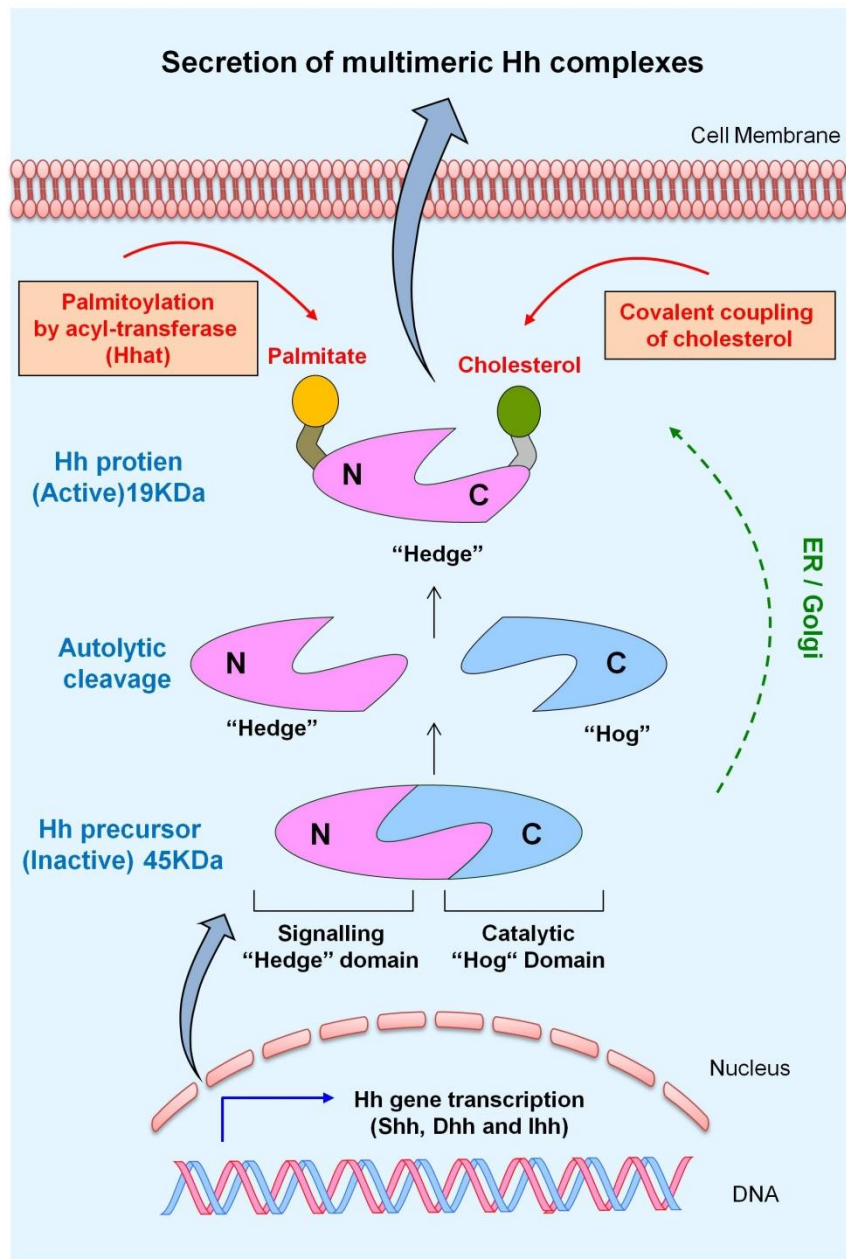 Secretion of multimeric Hh complexes
Cell Membrane
Palmitoylation
by acyl-transferase
(Hhat)
Covalent coupling
of cholesterol
Palmitate
Cholesterol
Hh protien
(Active)19KDa
N
C
“Hedge”
ER / Golgi
Autolytic
cleavage
N
C
“Hedge”
“Hog”
Hh precursor
(Inactive) 45KDa
N
C
Signalling
“Hedge” domain
Catalytic
“Hog“ Domain
Nucleus
Hh gene transcription
(Shh, Dhh and Ihh)
DNA